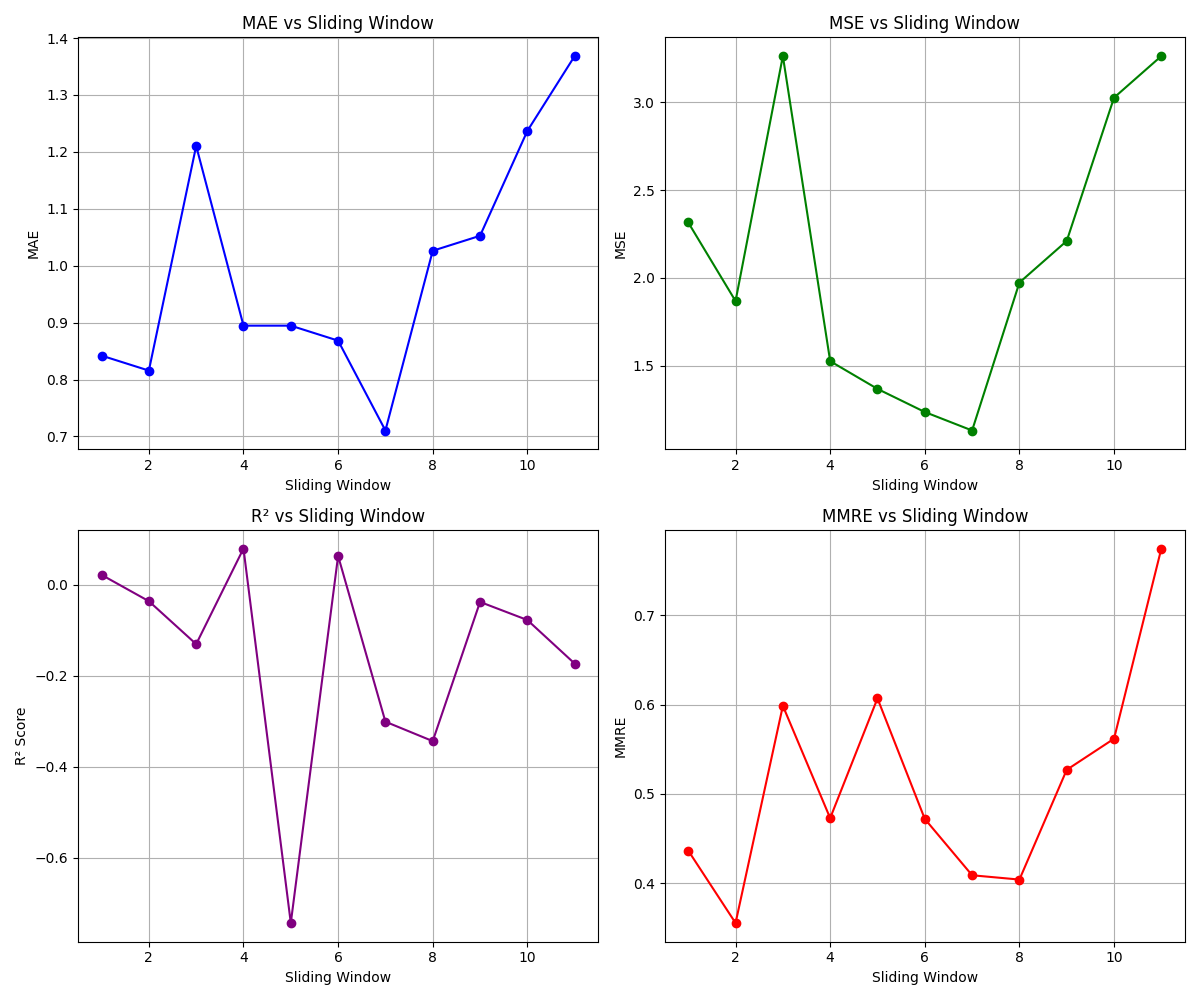 MAE vs Sliding Window
1.4
1.3
1.2
1.1
1.0
0.9
0.8
0.7
MAE
2 4 6 8 10
Sliding Window
MSE vs Sliding Window
3.0
2.5
2.0
1.5
MSE
2 4 6 8 10
Sliding Window
R² vs Sliding Window
0.0
−0.2
−0.4
−0.6
R² Score
2 4 6 8 10
Sliding Window
MMRE vs Sliding Window
0.7
0.6
0.5
0.4
MMRE
2 4 6 8 10
Sliding Window